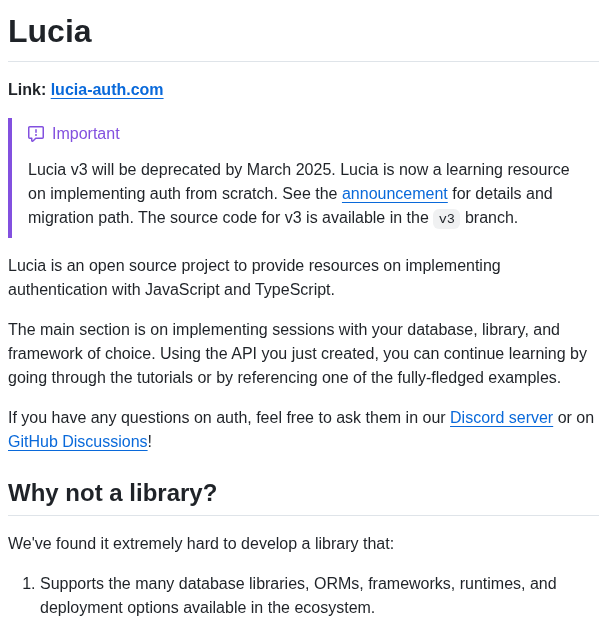 Lucia
Link: lucia-auth.com
Important
Lucia v3 will be deprecated by March 2025. Lucia is now a learning resource
on implementing auth from scratch. See the announcement for details and
migration path. The source code for v3 is available in the v3 branch.
Lucia is an open source project to provide resources on implementing
authentication with JavaScript and TypeScript.
The main section is on implementing sessions with your database, library, and
framework of choice. Using the API you just created, you can continue learning by
going through the tutorials or by referencing one of the fully-fledged examples.
If you have any questions on auth, feel free to ask them in our Discord server or on
GitHub Discussions!
Why not a library?
We've found it extremely hard to develop a library that:
1. Supports the many database libraries, ORMs, frameworks, runtimes, and
deployment options available in the ecosystem.